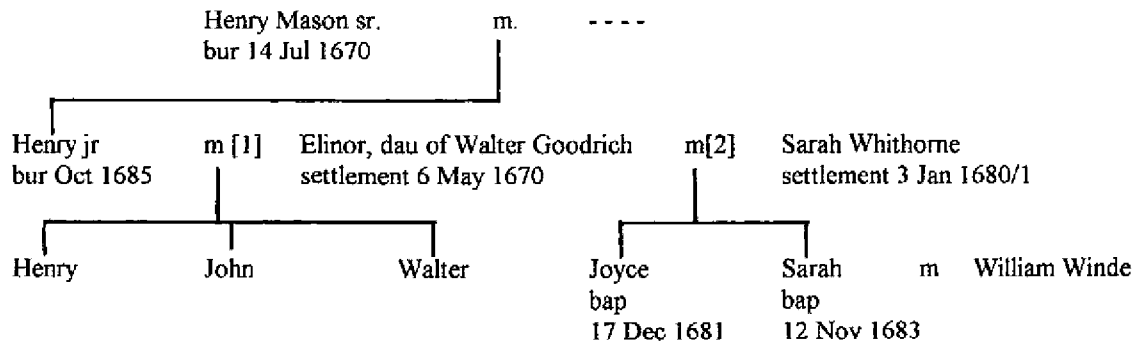 Henry Mason sr. m. - - - -
bur 14 Jul 1670
Henry jr m [1] Elinor, dau of Walter Goodrich m[2] Sarah Whithorne
bur Oct 1685 settlement 6 May 1670 settlement 3 Jan 1680/1
Henry John Walter Joyce Sarah m William Winde
bap bap
17 Dec 1681 12 Nov 1683